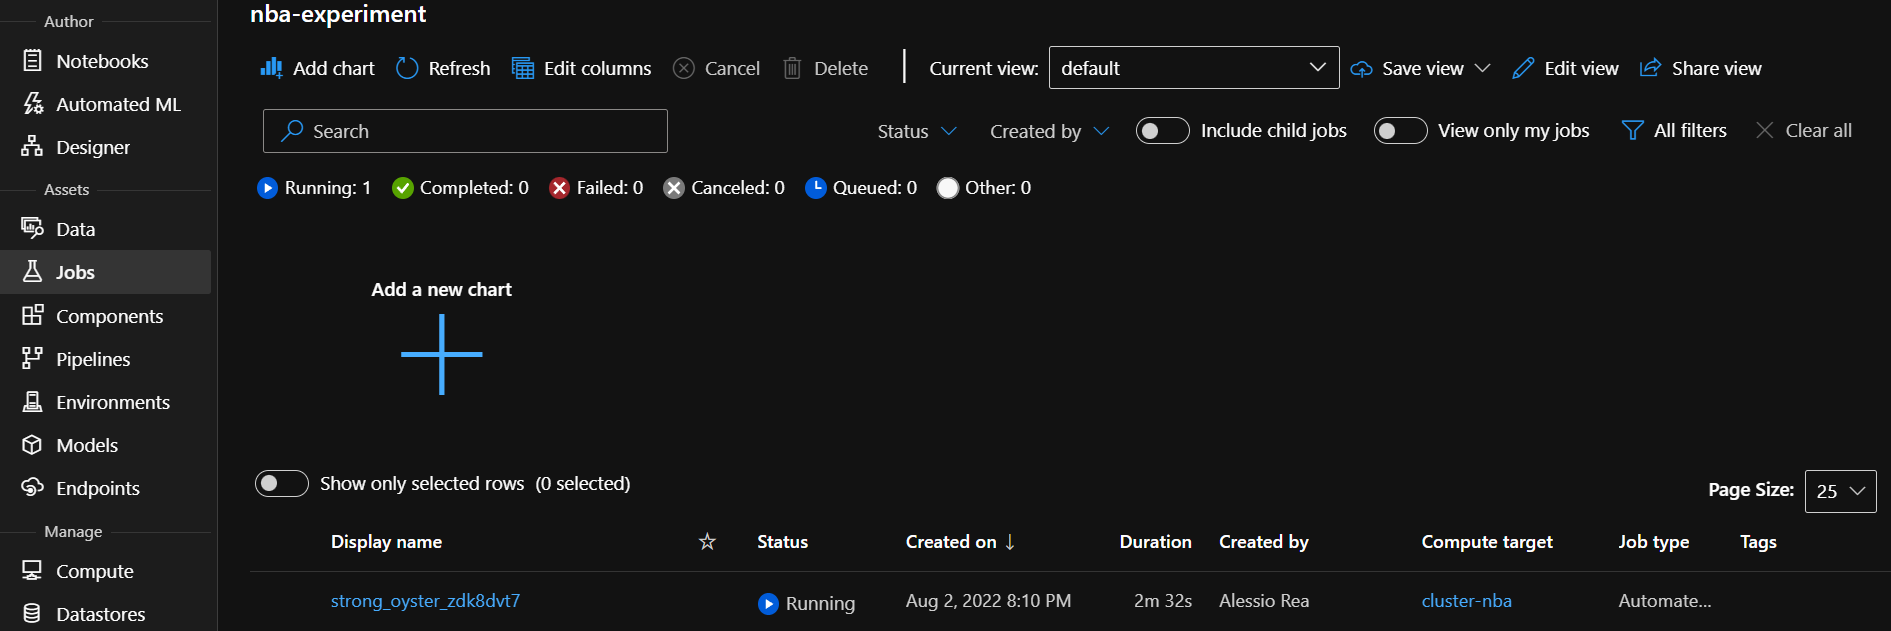 Author
Notebooks
Automated ML
Designer
Assets
Data
Jobs
Components
Pipelines
Environments
Models
Endpoints
Manage
Compute
Datastores
nba-experiment
Add chart Refresh Edit columns Cancel Delete Current view: default Save view Edit view Share view
Search Status Created by Include child jobs View only my jobs All filters Clear all
Running: 1 Completed: 0 Failed: 0 Canceled: 0 Queued: 0 Other: 0
Add a new chart
Show only selected rows (0 selected) Page Size: 25
Display name Status Created on ↓ Duration Created by Compute target Job type Tags
strong_oyster_zdk8dvt7 Running Aug 2, 2022 8:10 PM 2m 32s Alessio Rea cluster-nba Automate...